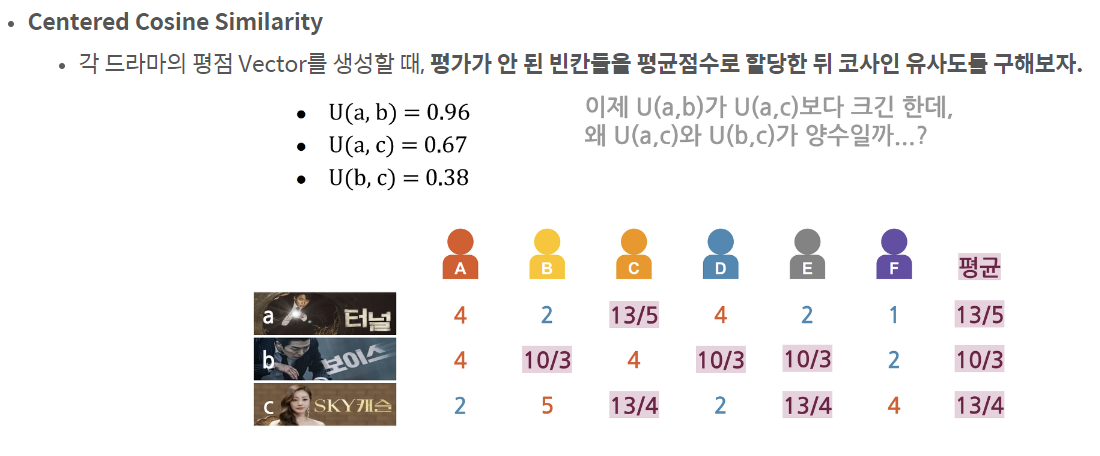 Centered Cosine Similarity
각 드라마의 평점 Vector를 생성할 때, 평가가 안 된 빈칸들을 평균점수로 할당한 뒤 코사인 유사도를 구해보자.
U(a, b) = 0.96
U(a, c) = 0.67
U(b, c) = 0.38
이제 U(a,b)가 U(a,c)보다 크긴 한데,
왜 U(a,c)와 U(b,c)가 양수일까...?
A B C D E F 평균
a 터널 4 2 13/5 4 2 1 13/5
b 보이스 4 10/3 4 10/3 10/3 2 10/3
c SKY캐슬 2 5 13/4 2 13/4 4 13/4